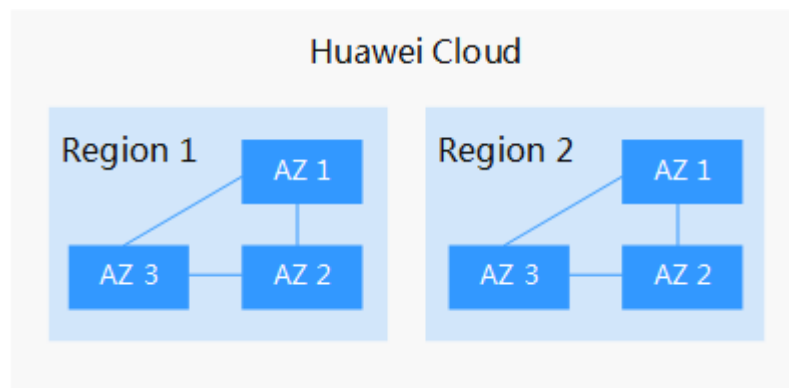 Huawei Cloud
Region 1
AZ 1
AZ 3
AZ 2
Region 2
AZ 1
AZ 3
AZ 2